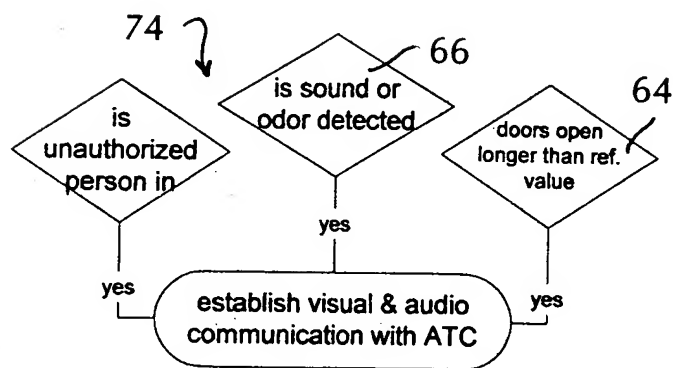 74
66
64
is
unauthorized
person in
is sound or
odor detected
doors open
longer than ref.
value
yes
yes
yes
establish visual & audio
communication with ATC